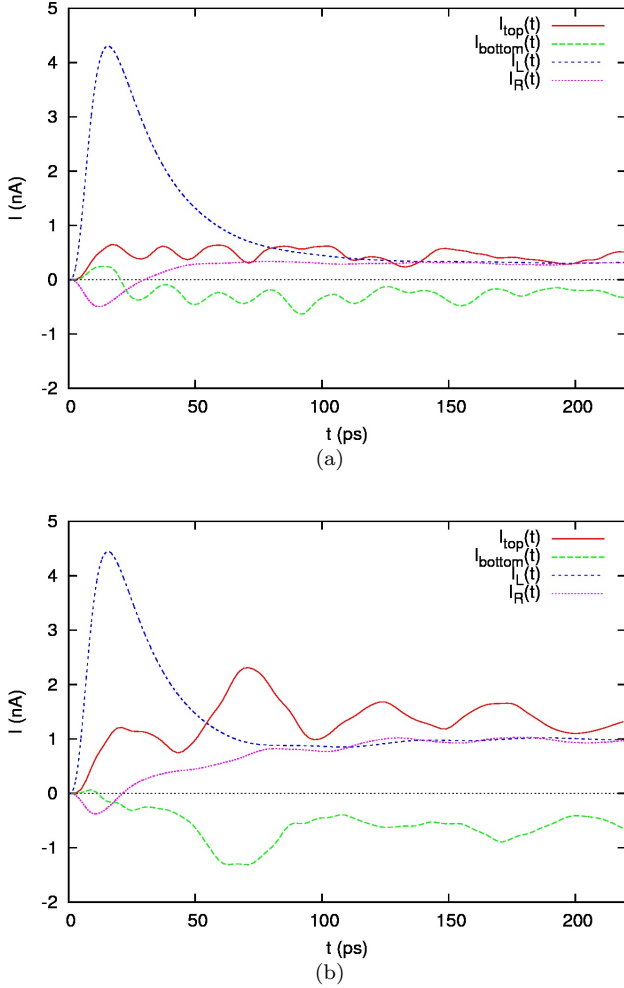 5
4
3
2
1
0
-1
-2
I (nA)
I_top(t)
I_bottom(t)
I_L(t)
I_R(t)
0 50 100 150 200
t (ps)
(a)
5
4
3
2
1
0
-1
-2
I (nA)
I_top(t)
I_bottom(t)
I_L(t)
I_R(t)
0 50 100 150 200
t (ps)
(b)